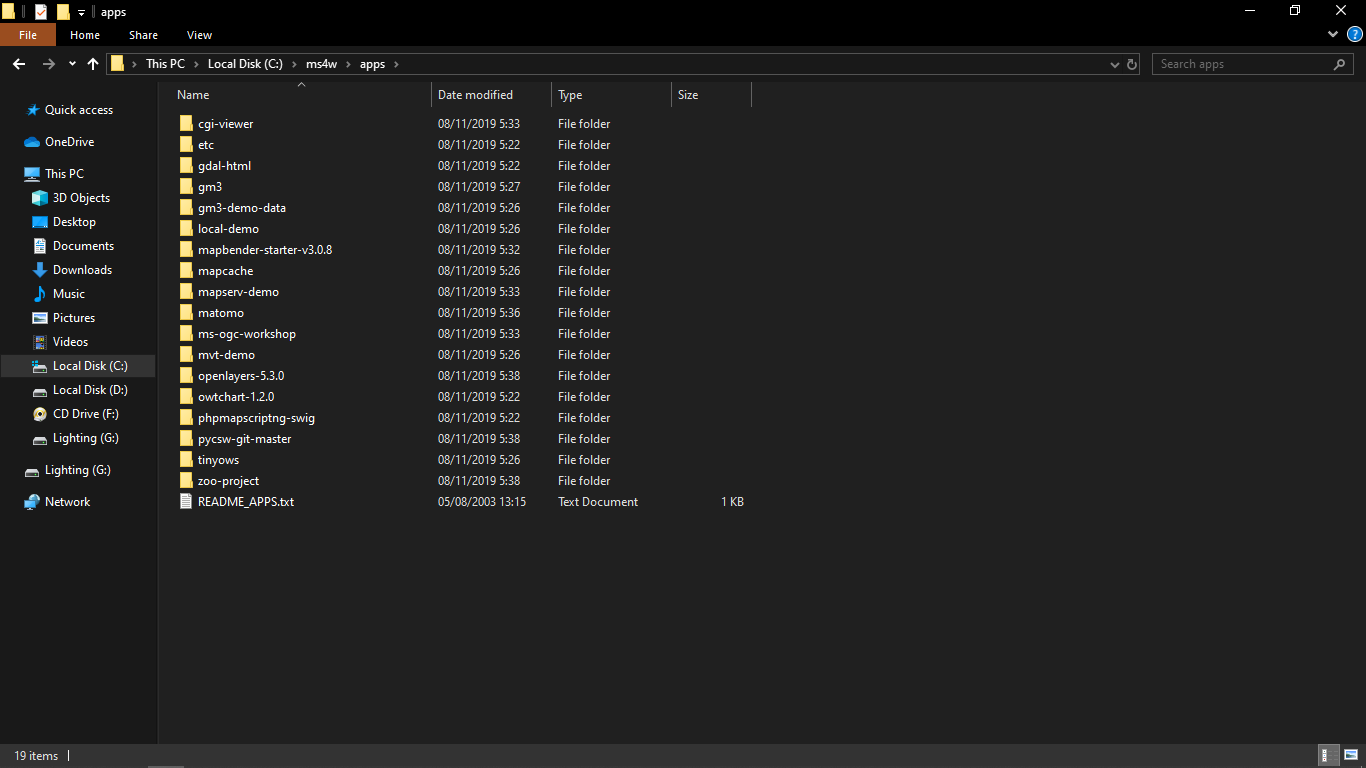 apps
File Home Share View
This PC Local Disk (C:) ms4w apps Search apps
Name Date modified Type Size
Quick access
OneDrive
This PC
3D Objects
Desktop
Documents
Downloads
Music
Pictures
Videos
Local Disk (C:)
Local Disk (D:)
CD Drive (F:)
Lighting (G:)
Lighting (G:)
Network
cgi-viewer 08/11/2019 5:33 File folder
etc 08/11/2019 5:22 File folder
gdal-html 08/11/2019 5:22 File folder
gm3 08/11/2019 5:27 File folder
gm3-demo-data 08/11/2019 5:26 File folder
local-demo 08/11/2019 5:26 File folder
mapbender-starter-v3.0.8 08/11/2019 5:32 File folder
mapcache 08/11/2019 5:26 File folder
mapserv-demo 08/11/2019 5:33 File folder
matomo 08/11/2019 5:36 File folder
ms-ogc-workshop 08/11/2019 5:33 File folder
mvt-demo 08/11/2019 5:26 File folder
openlayers-5.3.0 08/11/2019 5:38 File folder
owtchart-1.2.0 08/11/2019 5:22 File folder
phpmapscriptng-swig 08/11/2019 5:22 File folder
pycsw-git-master 08/11/2019 5:38 File folder
tinyows 08/11/2019 5:26 File folder
zoo-project 08/11/2019 5:38 File folder
README_APPS.txt 05/08/2003 13:15 Text Document 1 KB
19 items